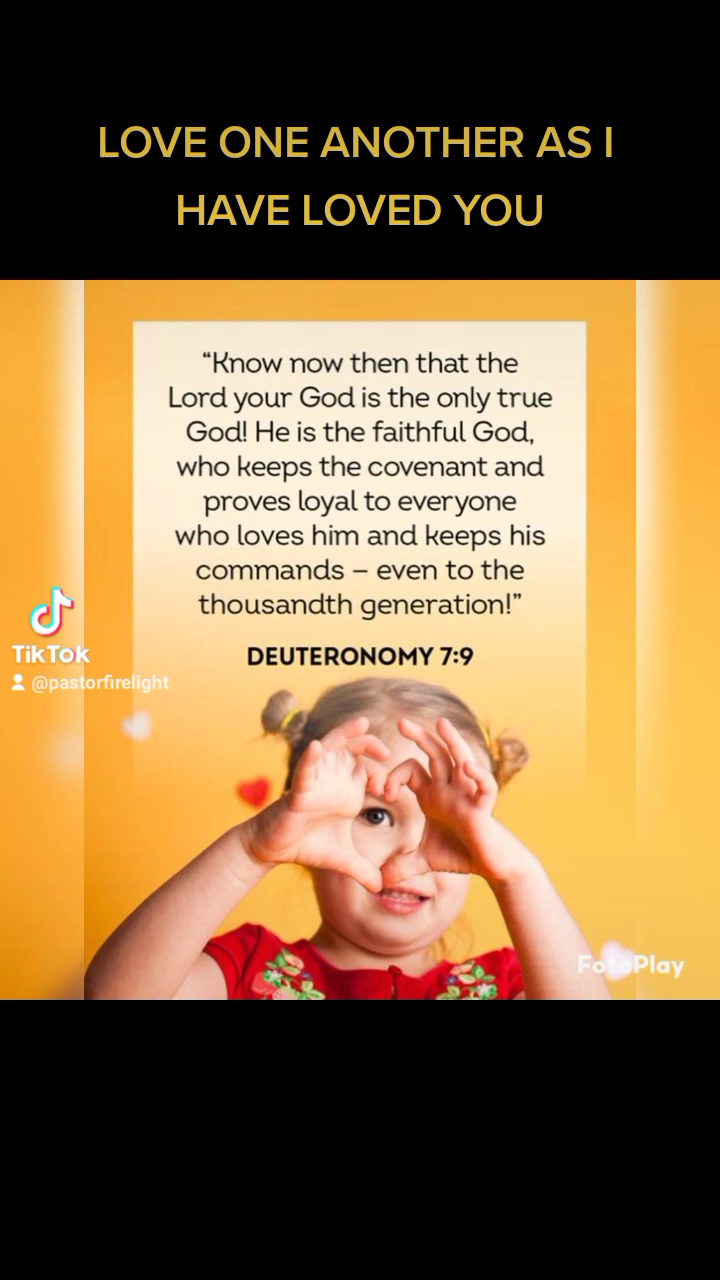 LOVE ONE ANOTHER AS I
HAVE LOVED YOU
“Know now then that the
Lord your God is the only true
God! He is the faithful God,
who keeps the covenant and
proves loyal to everyone
who loves him and keeps his
commands – even to the
thousandth generation!”
DEUTERONOMY 7:9
TikTok
@pastorfirelight
FotoPlay